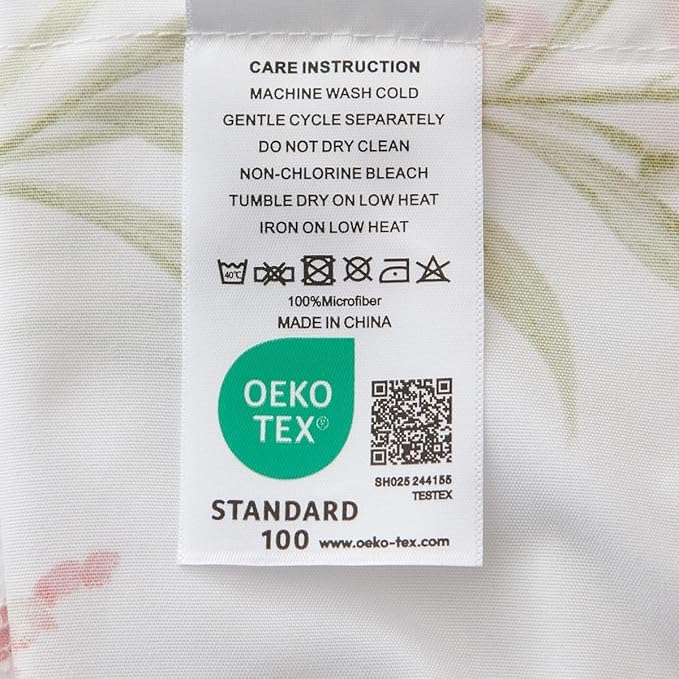 CARE INSTRUCTION
MACHINE WASH COLD
GENTLE CYCLE SEPARATELY
DO NOT DRY CLEAN
NON-CHLORINE BLEACH
TUMBLE DRY ON LOW HEAT
IRON ON LOW HEAT
40℃
100%Microfiber
MADE IN CHINA
OEKO
TEX®
SH025 244155
TESTEX
STANDARD
100 www.oeko-tex.com